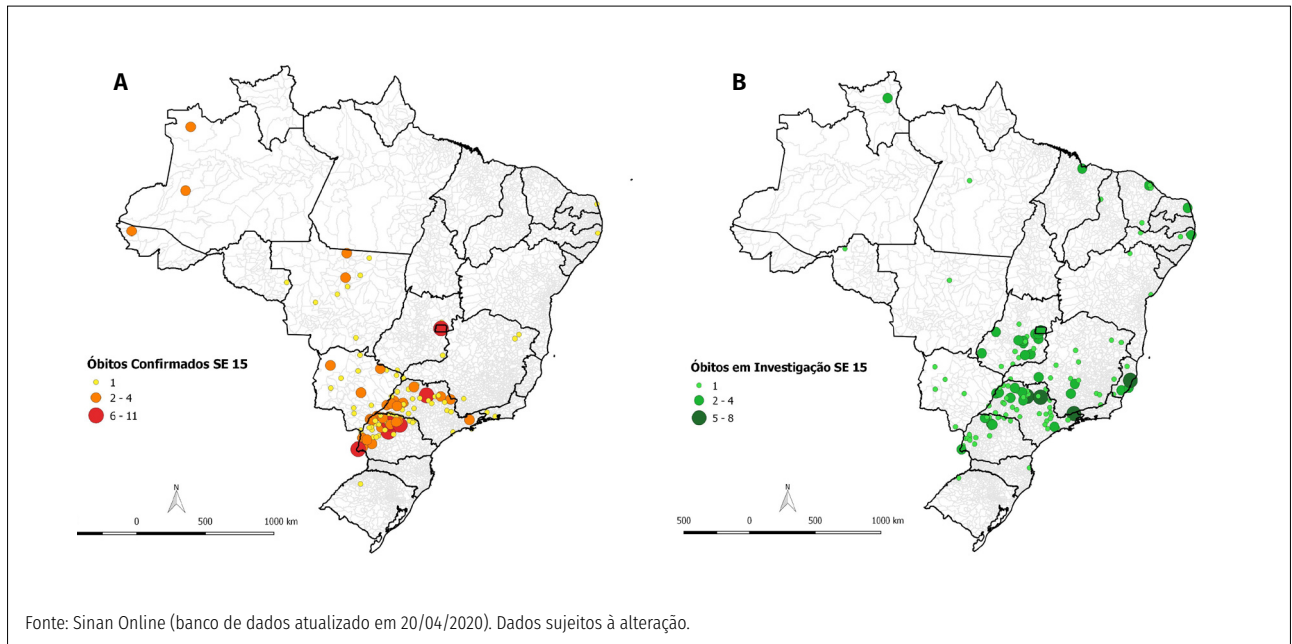 A
Óbitos Confirmados SE 15
1
2 - 4
6 - 11
N
0 500 1000 km
B
Óbitos em Investigação SE 15
1
2 - 4
5 - 8
N
500 0 500 1000 km
Fonte: Sinan Online (banco de dados atualizado em 20/04/2020). Dados sujeitos à alteração.